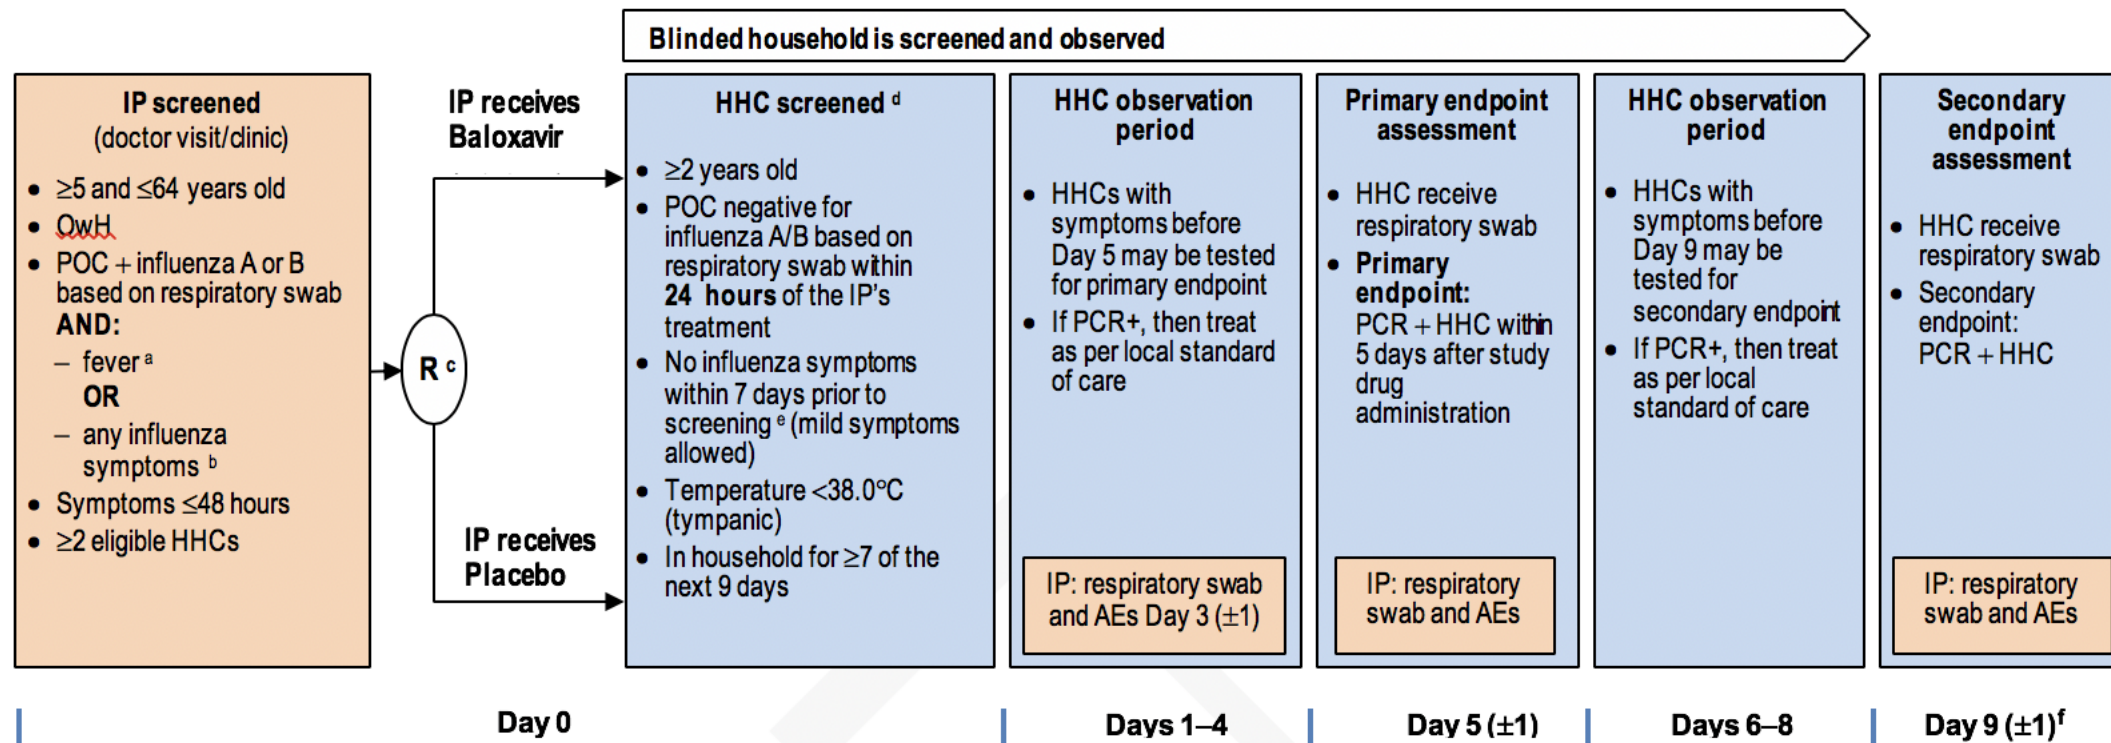 Blinded household is screened and observed
IP screened
(doctor visit/clinic)
• ≥5 and ≤64 years old
• OwH
• POC + influenza A or B
based on respiratory swab
AND:
– fever ᵃ
OR
– any influenza
symptoms ᵇ
• Symptoms ≤48 hours
• ≥2 eligible HHCs
IP receives
Baloxavir
R ᶜ
IP receives
Placebo
HHC screened ᵈ
• ≥2 years old
• POC negative for
influenza A/B based on
respiratory swab within
24 hours of the IP's
treatment
• No influenza symptoms
within 7 days prior to
screening ᵉ (mild symptoms
allowed)
• Temperature <38.0°C
(tympanic)
• In household for ≥7 of the
next 9 days
HHC observation
period
• HHCs with
symptoms before
Day 5 may be tested
for primary endpoint
• If PCR+, then treat
as per local standard
of care
IP: respiratory swab
and AEs Day 3 (±1)
Primary endpoint
assessment
• HHC receive
respiratory swab
• Primary
endpoint:
PCR + HHC within
5 days after study
drug
administration
IP: respiratory
swab and AEs
HHC observation
period
• HHCs with
symptoms before
Day 9 may be
tested for
secondary endpoint
• If PCR+, then treat
as per local
standard of care
Secondary
endpoint
assessment
• HHC receive
respiratory swab
• Secondary
endpoint:
PCR + HHC
IP: respiratory
swab and AEs
Day 0
Days 1–4
Day 5 (±1)
Days 6–8
Day 9 (±1)ᶠ